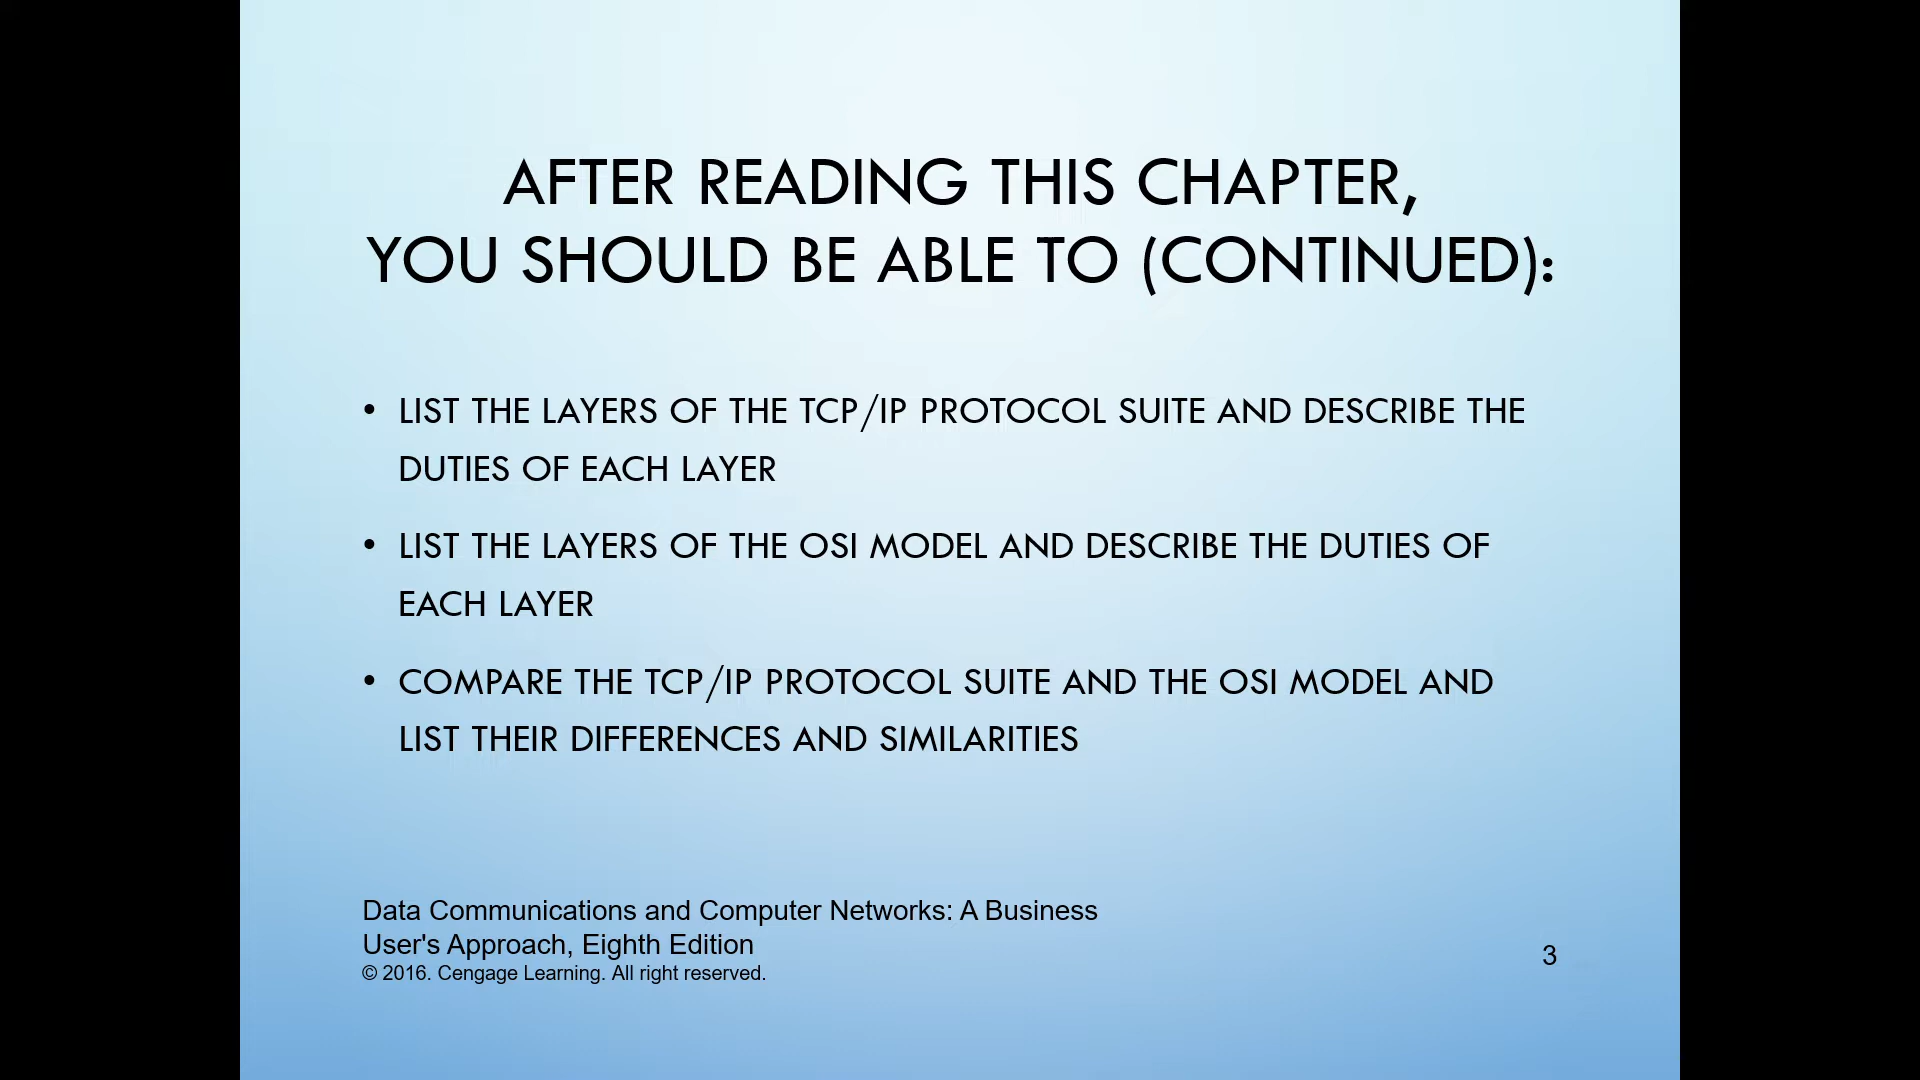 AFTER READING THIS CHAPTER,
YOU SHOULD BE ABLE TO (CONTINUED):
• LIST THE LAYERS OF THE TCP/IP PROTOCOL SUITE AND DESCRIBE THE
DUTIES OF EACH LAYER
• LIST THE LAYERS OF THE OSI MODEL AND DESCRIBE THE DUTIES OF
EACH LAYER
• COMPARE THE TCP/IP PROTOCOL SUITE AND THE OSI MODEL AND
LIST THEIR DIFFERENCES AND SIMILARITIES
Data Communications and Computer Networks: A Business
User's Approach, Eighth Edition
© 2016. Cengage Learning. All right reserved.
3